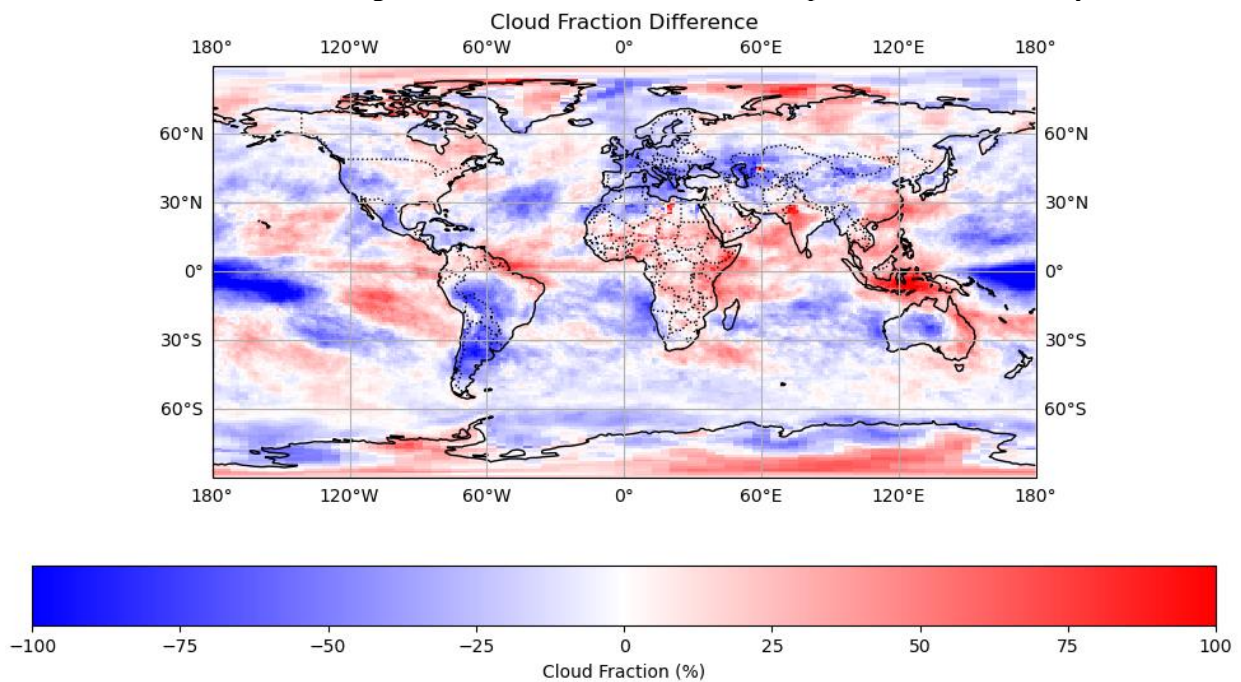 Cloud Fraction Difference
180° 120°W 60°W 0° 60°E 120°E 180°
60°N 60°N
30°N 30°N
0° 0°
30°S 30°S
60°S 60°S
180° 120°W 60°W 0° 60°E 120°E 180°
−100 −75 −50 −25 0 25 50 75 100
Cloud Fraction (%)